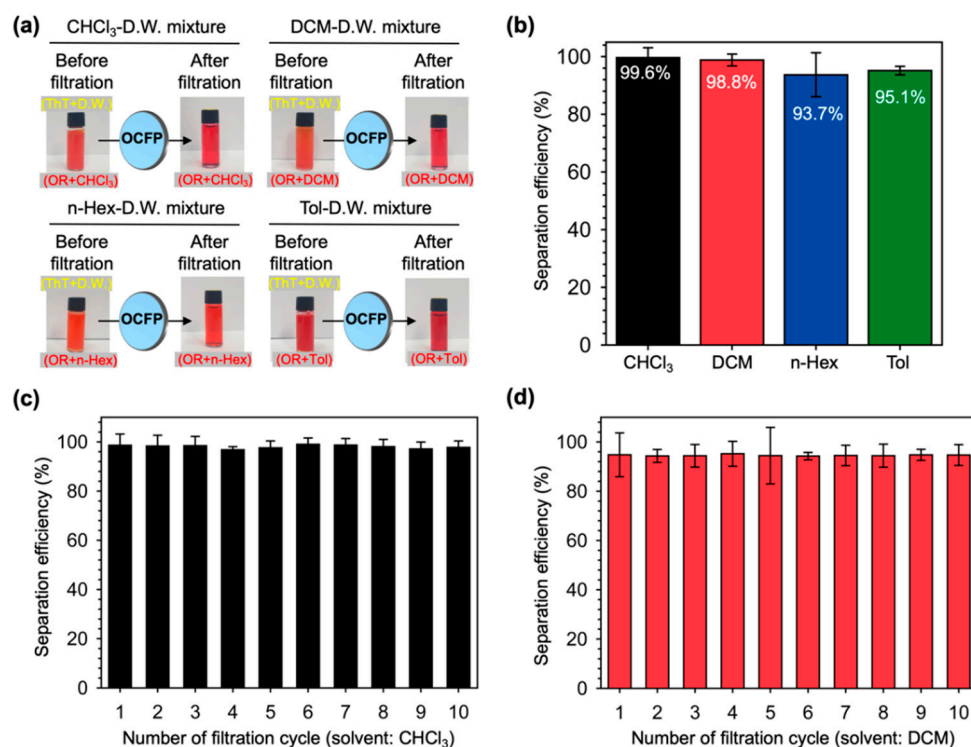 (a)
CHCl₃-D.W. mixture
Before
filtration
After
filtration
(ThT+D.W.)
OCFP
(OR+CHCl₃)
(OR+CHCl₃)
DCM-D.W. mixture
Before
filtration
After
filtration
(ThT+D.W.)
OCFP
(OR+DCM)
(OR+DCM)
n-Hex-D.W. mixture
Before
filtration
After
filtration
(ThT+D.W.)
OCFP
(OR+n-Hex)
(OR+n-Hex)
Tol-D.W. mixture
Before
filtration
After
filtration
(ThT+D.W.)
OCFP
(OR+Tol)
(OR+Tol)
(b)
Separation efficiency (%)
100
80
60
40
20
0
99.6%
98.8%
93.7%
95.1%
CHCl₃ DCM n-Hex Tol
(c)
Separation efficiency (%)
100
80
60
40
20
0
1 2 3 4 5 6 7 8 9 10
Number of filtration cycle (solvent: CHCl₃)
(d)
Separation efficiency (%)
100
80
60
40
20
0
1 2 3 4 5 6 7 8 9 10
Number of filtration cycle (solvent: DCM)